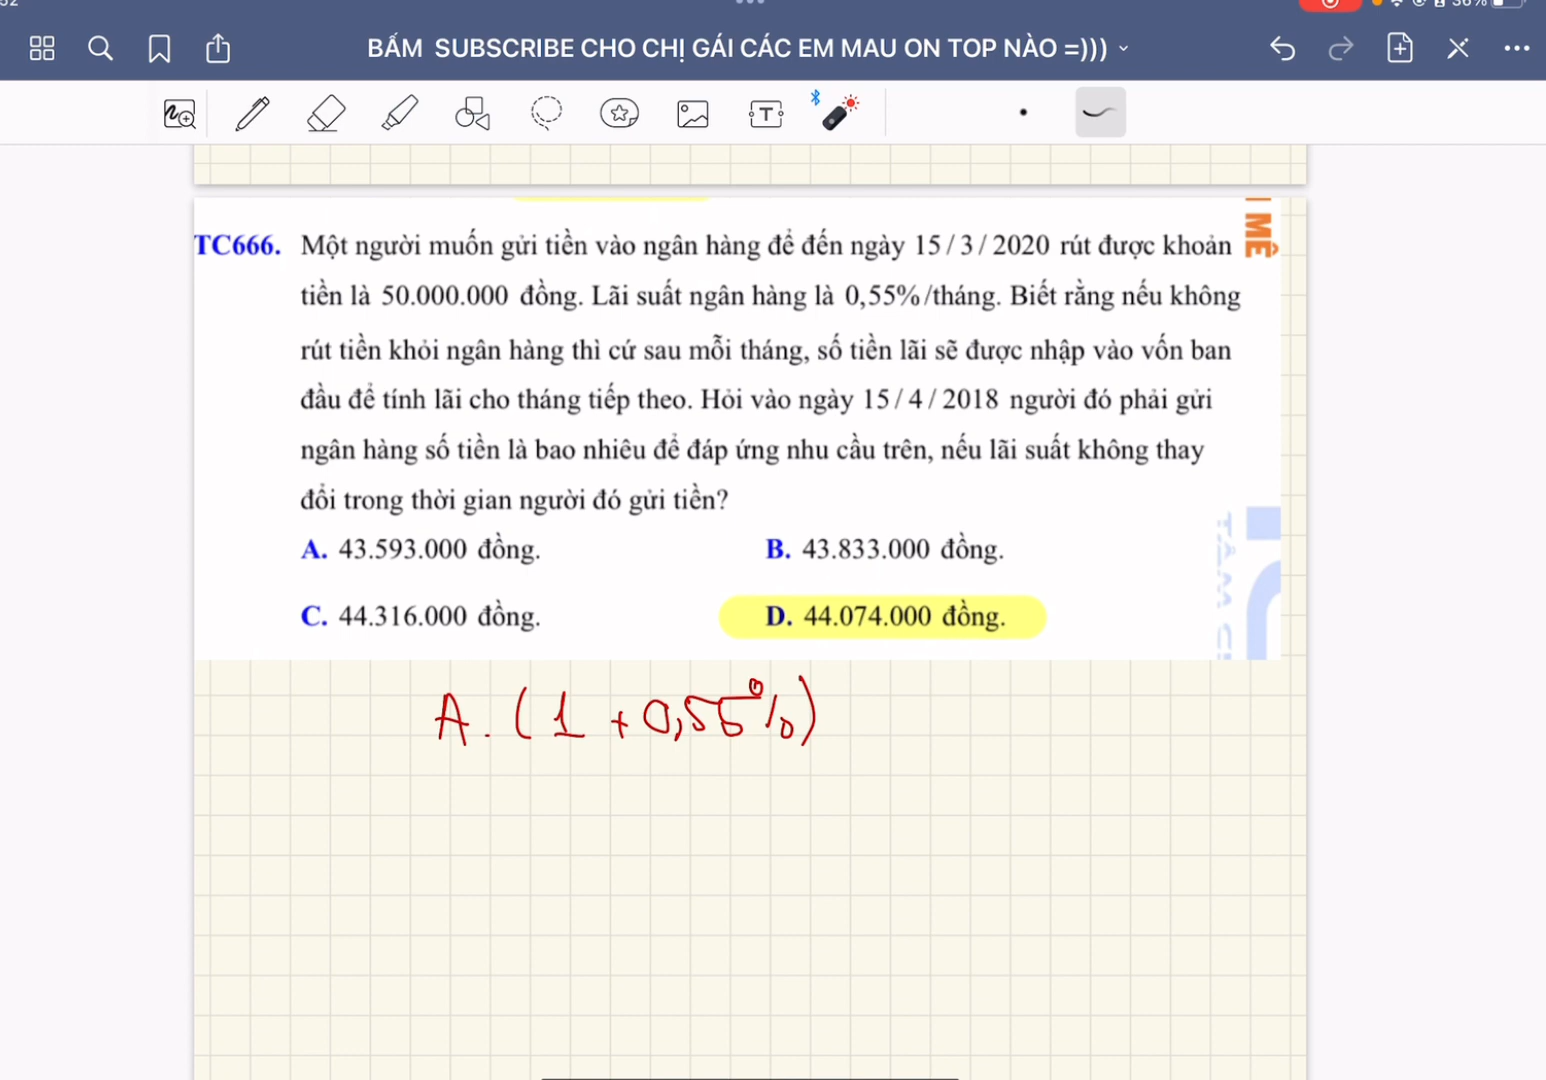 52
36%
BẤM SUBSCRIBE CHO CHỊ GÁI CÁC EM MAU ON TOP NÀO =)))
TC666. Một người muốn gửi tiền vào ngân hàng để đến ngày 15 / 3 / 2020 rút được khoản
tiền là 50.000.000 đồng. Lãi suất ngân hàng là 0,55% /tháng. Biết rằng nếu không
rút tiền khỏi ngân hàng thì cứ sau mỗi tháng, số tiền lãi sẽ được nhập vào vốn ban
đầu để tính lãi cho tháng tiếp theo. Hỏi vào ngày 15 / 4 / 2018 người đó phải gửi
ngân hàng số tiền là bao nhiêu để đáp ứng nhu cầu trên, nếu lãi suất không thay
đổi trong thời gian người đó gửi tiền?
A. 43.593.000 đồng.
B. 43.833.000 đồng.
C. 44.316.000 đồng.
D. 44.074.000 đồng.
MÊ
A. (1 + 0,55%)